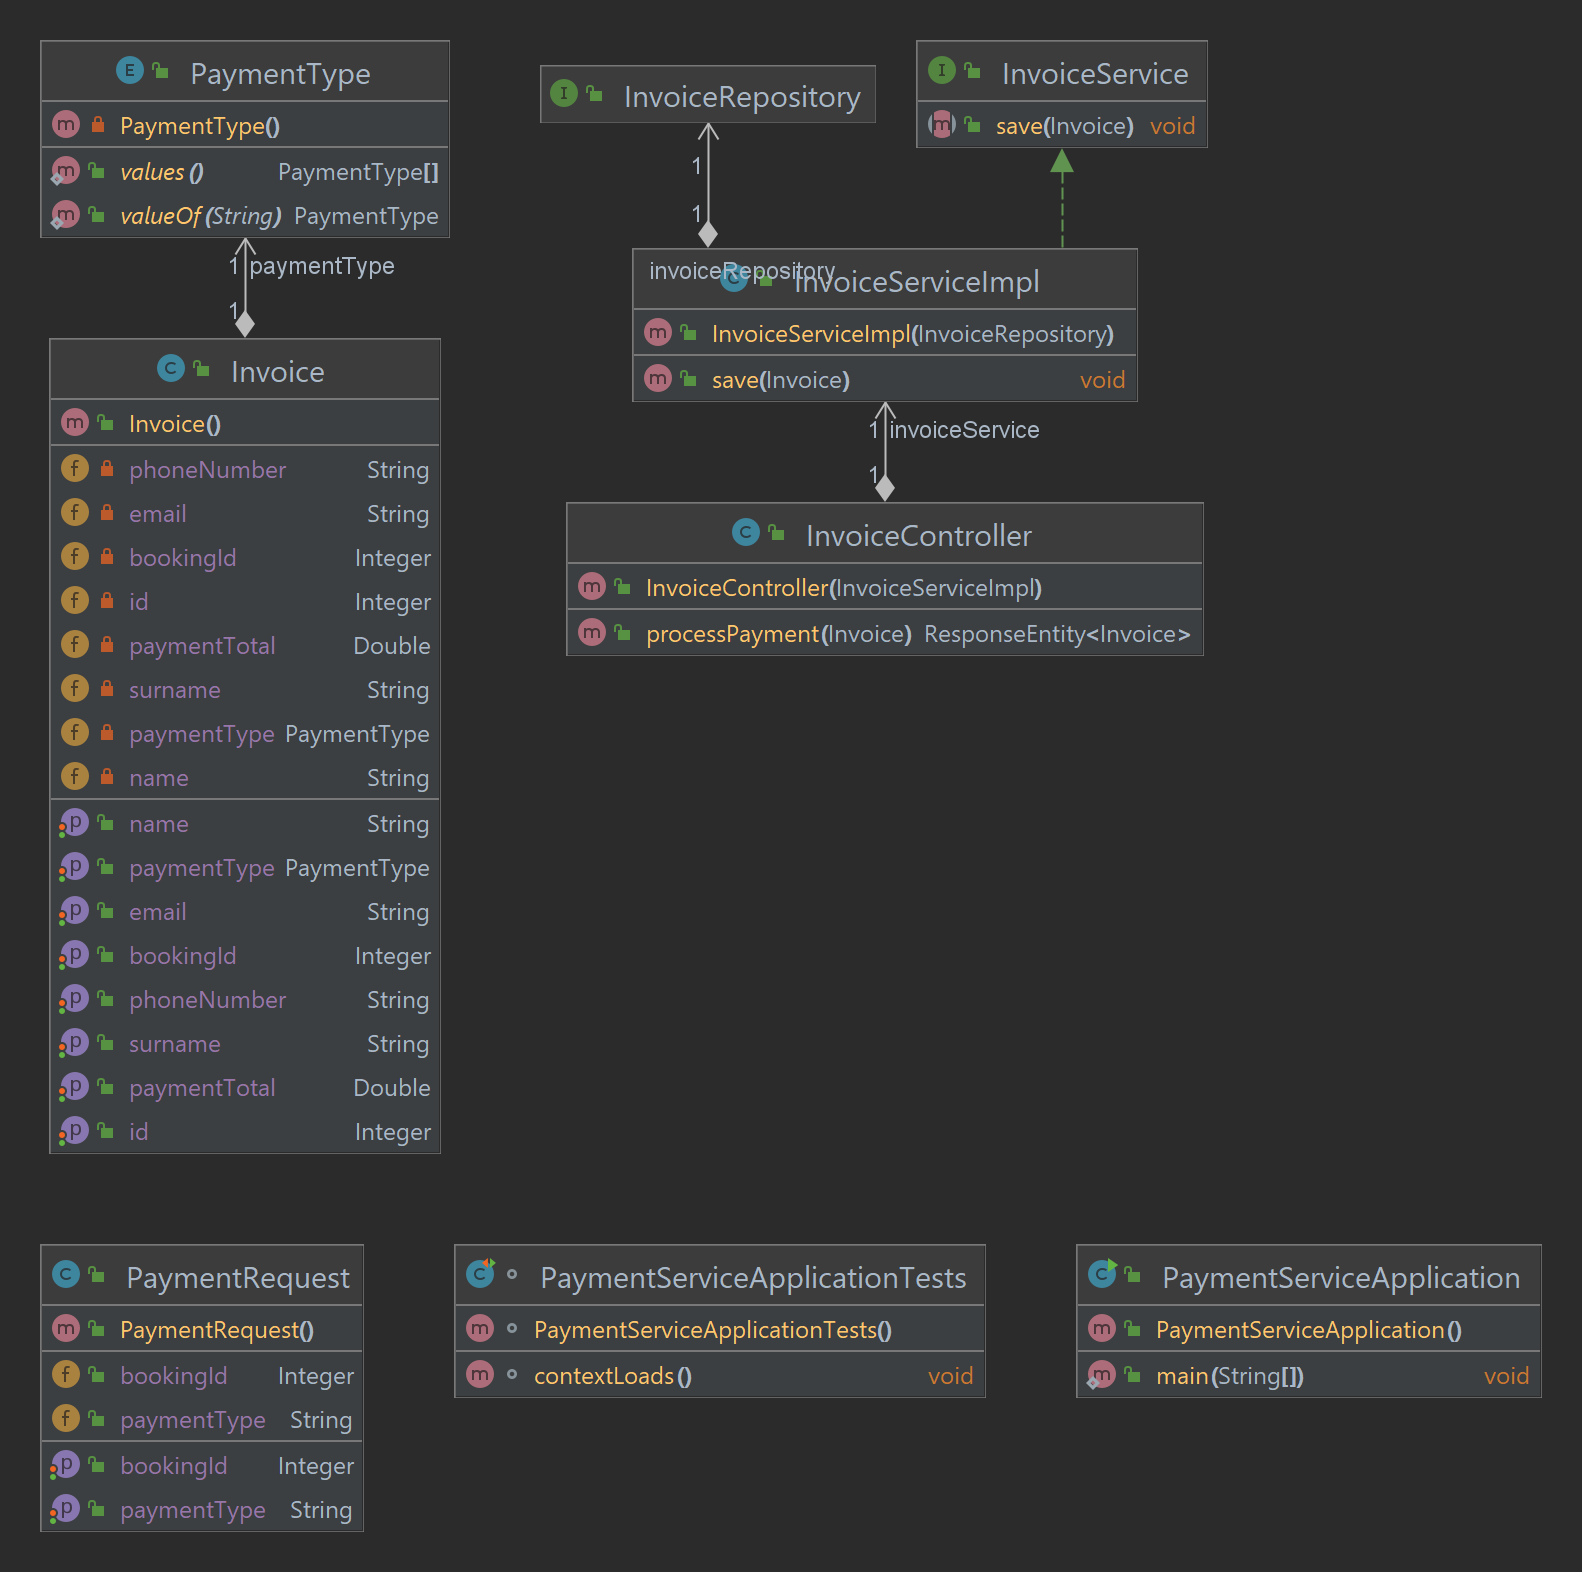 PaymentType
PaymentType()
values() PaymentType[]
valueOf(String) PaymentType
1 paymentType
1
Invoice
Invoice()
phoneNumber String
email String
bookingId Integer
id Integer
paymentTotal Double
surname String
paymentType PaymentType
name String
name String
paymentType PaymentType
email String
bookingId Integer
phoneNumber String
surname String
paymentTotal Double
id Integer
InvoiceRepository
1
1
invoiceRepository
InvoiceService
save(Invoice) void
InvoiceServiceImpl
InvoiceServiceImpl(InvoiceRepository)
save(Invoice) void
1 invoiceService
1
InvoiceController
InvoiceController(InvoiceServiceImpl)
processPayment(Invoice) ResponseEntity<Invoice>
PaymentRequest
PaymentRequest()
bookingId Integer
paymentType String
bookingId Integer
paymentType String
PaymentServiceApplicationTests
PaymentServiceApplicationTests()
contextLoads() void
PaymentServiceApplication
PaymentServiceApplication()
main(String[]) void